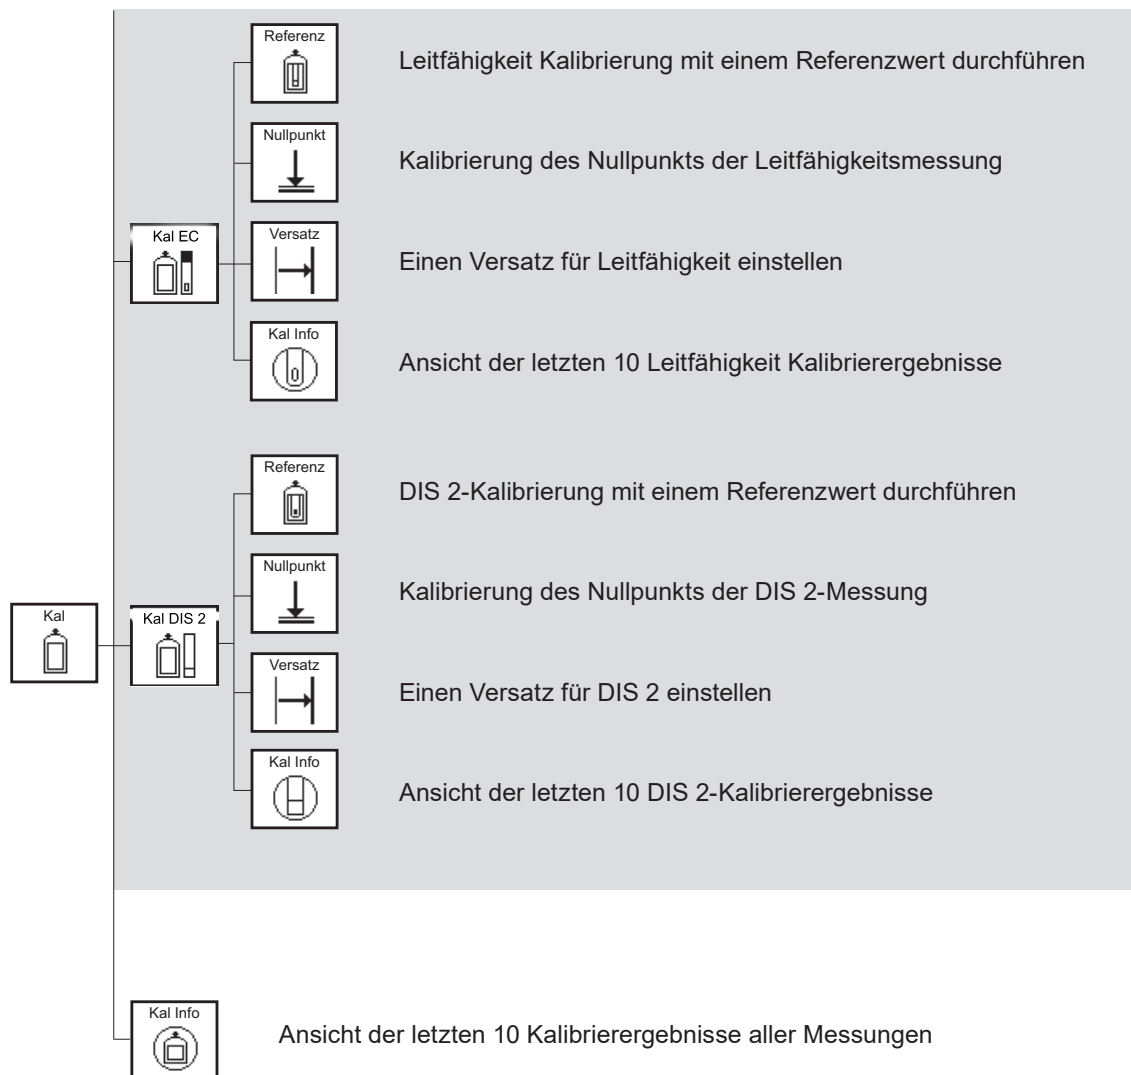 Referenz
Leitfähigkeit Kalibrierung mit einem Referenzwert durchführen
Nullpunkt
Kalibrierung des Nullpunkts der Leitfähigkeitsmessung
Kal EC
Versatz
Einen Versatz für Leitfähigkeit einstellen
Kal Info
Ansicht der letzten 10 Leitfähigkeit Kalibrierergebnisse
Referenz
DIS 2-Kalibrierung mit einem Referenzwert durchführen
Nullpunkt
Kalibrierung des Nullpunkts der DIS 2-Messung
Kal
Kal DIS 2
Versatz
Einen Versatz für DIS 2 einstellen
Kal Info
Ansicht der letzten 10 DIS 2-Kalibrierergebnisse
Kal Info
Ansicht der letzten 10 Kalibrierergebnisse aller Messungen